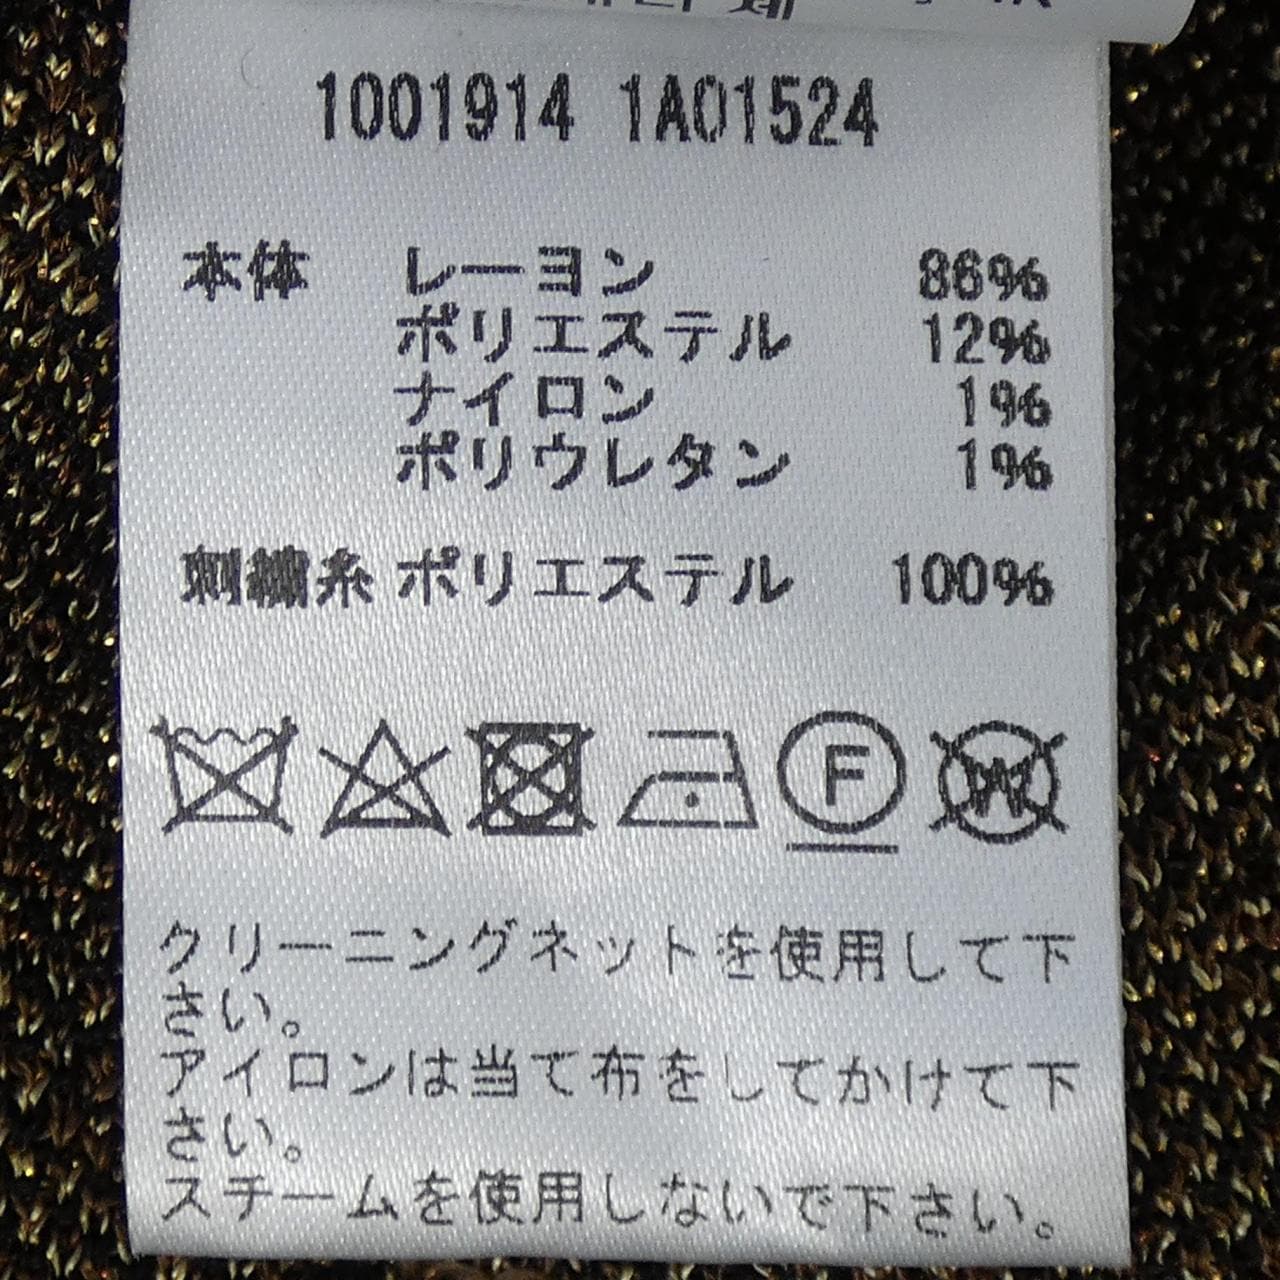 1001914 1A01524
本体 レーヨン 86%
ポリエステル 12%
ナイロン 1%
ポリウレタン 1%
刺繍糸 ポリエステル 100%
F
W
クリーニングネットを使用して下
さい。
アイロンは当て布をしてかけて下
さい。
スチームを使用しないで下さい。